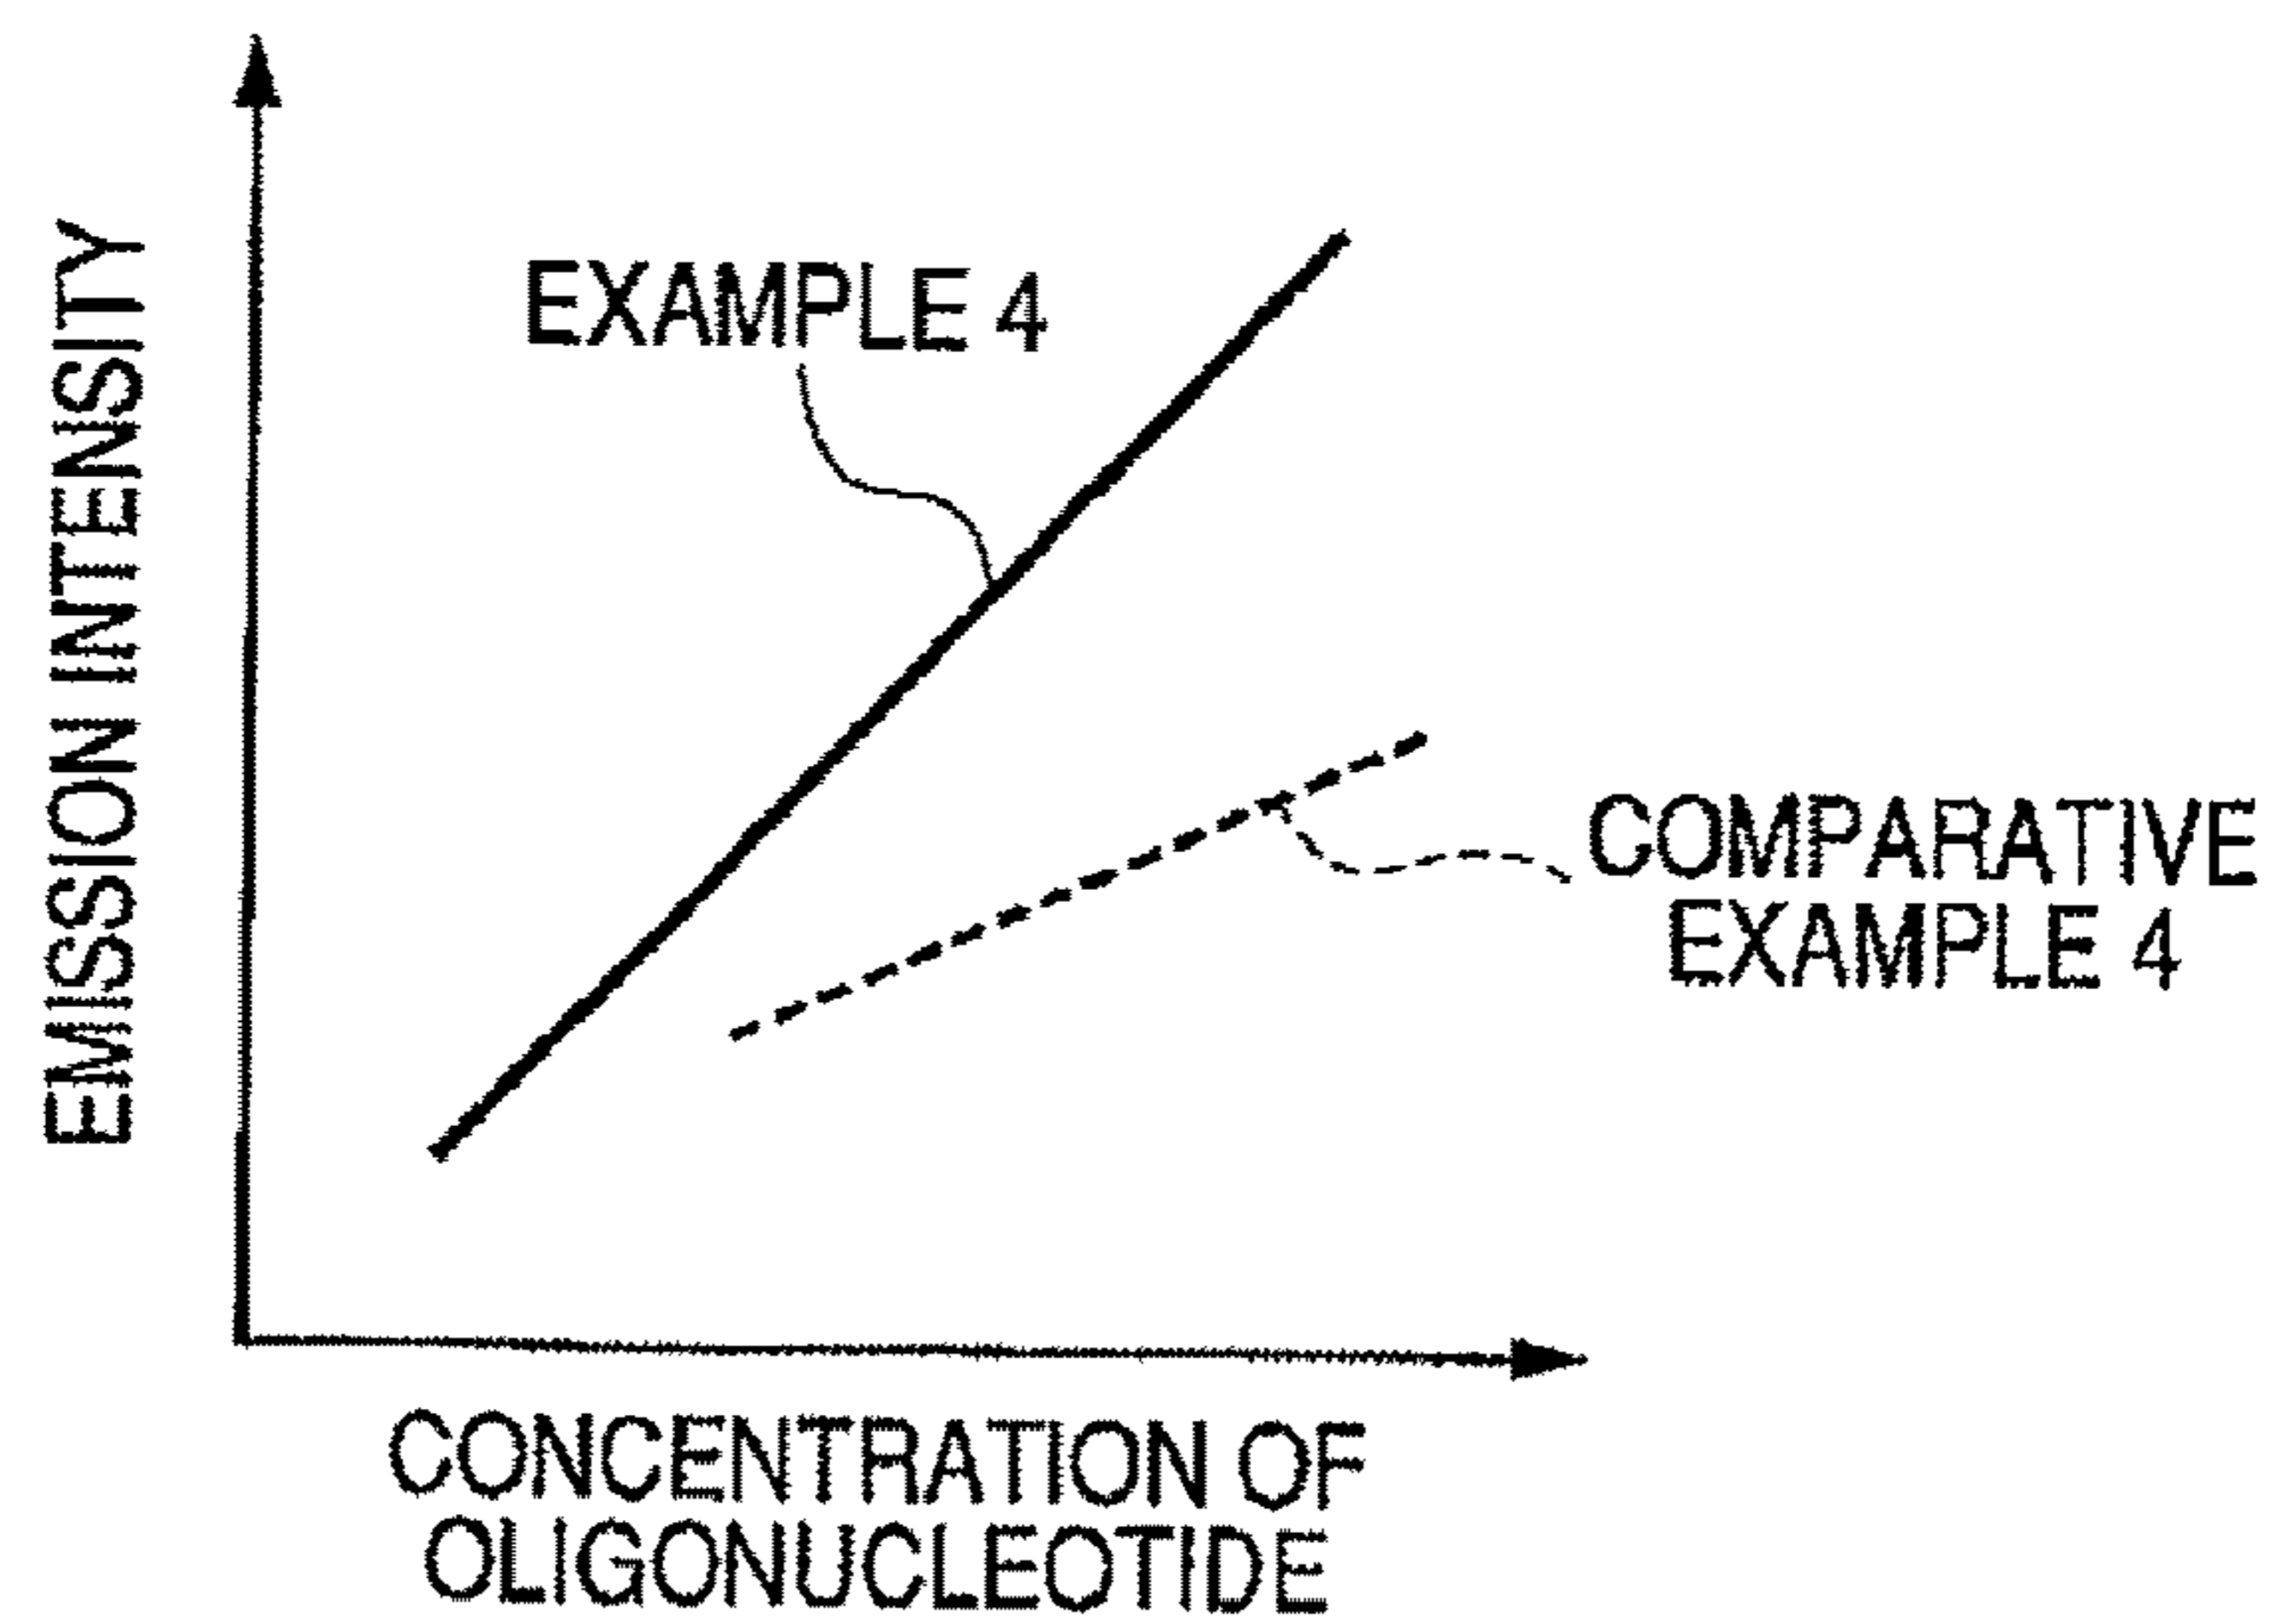 EMISSION INTENSITY
EXAMPLE 4
COMPARATIVE
EXAMPLE 4
CONCENTRATION OF
OLIGONUCLEOTIDE